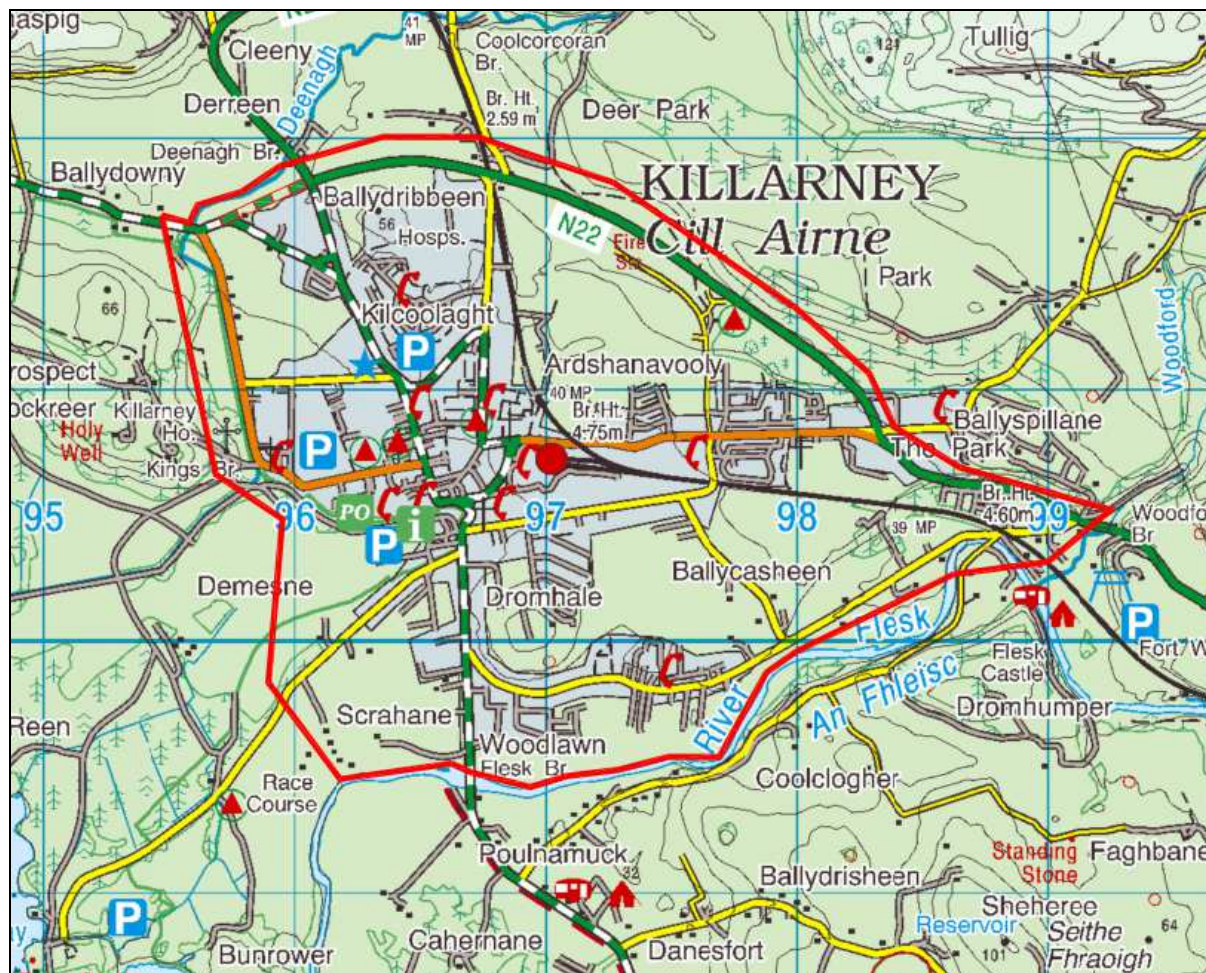 41
MP
Cleeny
Coolcorcoran
Br.
Tullig
121
Derreen
Deenagh
Br. Ht.
2.59 m
Deer Park
Deenagh Br.
Ballydowny
KILLARNEY
Cill Airne
Ballydribbeen
56
Hosps.
N22
Fire
Stn
Park
Woodford
66
Kilcoolaght
P
Ardshanavooly
40 MP
Br. Ht.
4.75m
Killarney
Ho.
Holy
Well
Kings Br.
P
Ballyspillane
The Park
95
96
PO
i
P
97
98
39 MP
Br. Ht.
4.60m
99
Br
Demesne
Dromhale
Ballycasheen
River Flesk
An Fhleisc
P
Flesk
Castle
Fort W
Reen
Scrahane
Dromhumper
Woodlawn
Flesk Br
Race
Course
Coolclogher
Poulnamuck
32
Standing
Stone
Faghbane
Ballydrisheen
P
Reservoir
Sheheree
Seithe
Fhraoigh
64
Bunrower
Cahernane
Danesfort
101